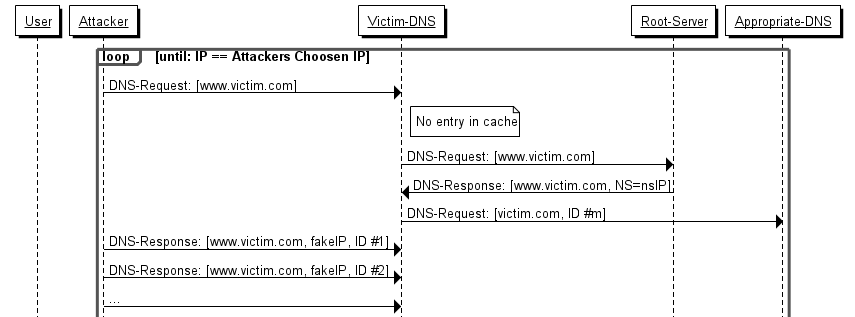 User Attacker Victim-DNS Root-Server Appropriate-DNS
loop [until: IP == Attackers Choosen IP]
DNS-Request: [www.victim.com]
No entry in cache
DNS-Request: [www.victim.com]
DNS-Response: [www.victim.com, NS=nsIP]
DNS-Request: [victim.com, ID #m]
DNS-Response: [www.victim.com, fakeIP, ID #1]
DNS-Response: [www.victim.com, fakeIP, ID #2]
...